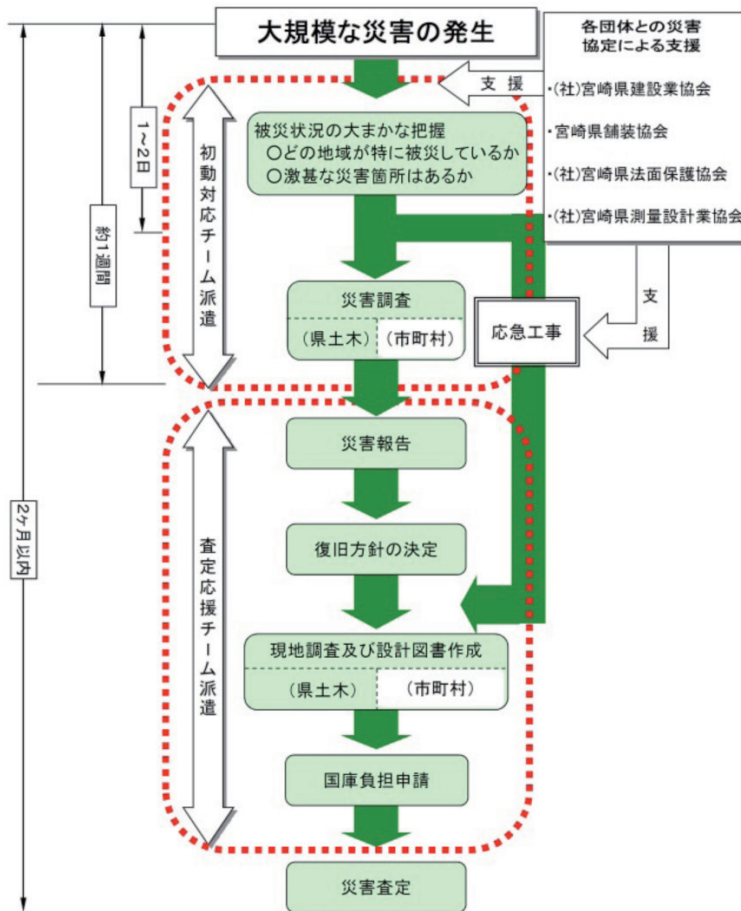 大規模な災害の発生
各団体との災害
協定による支援
・(社)宮崎県建設業協会
・宮崎県舗装協会
・(社)宮崎県法面保護協会
・(社)宮崎県測量設計業協会
支援
支援
1～2日
約1週間
2ヶ月以内
初動対応チーム派遣
被災状況の大まかな把握
○どの地域が特に被災しているか
○激甚な災害箇所はあるか
災害調査
(県土木)
(市町村)
応急工事
査定応援チーム派遣
災害報告
復旧方針の決定
現地調査及び設計図書作成
(県土木)
(市町村)
国庫負担申請
災害査定